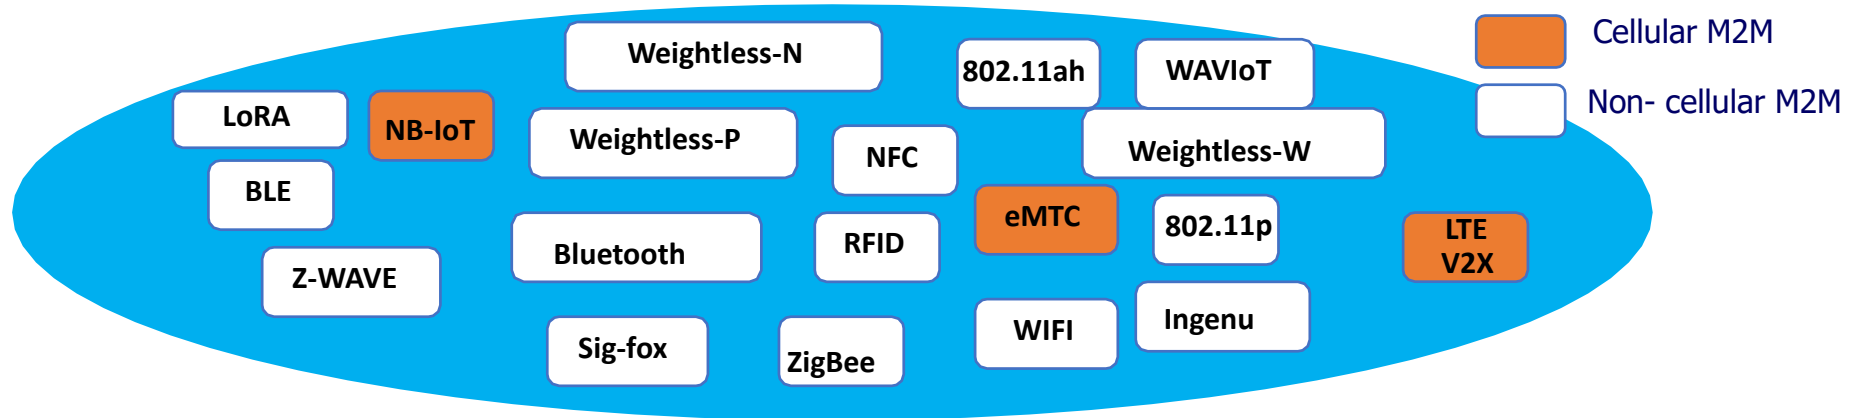 Weightless-N
802.11ah
WAVIoT
Cellular M2M
Non- cellular M2M
LoRA
NB-IoT
Weightless-P
NFC
Weightless-W
BLE
eMTC
802.11p
LTE
V2X
Z-WAVE
Bluetooth
RFID
Sig-fox
ZigBee
WIFI
Ingenu